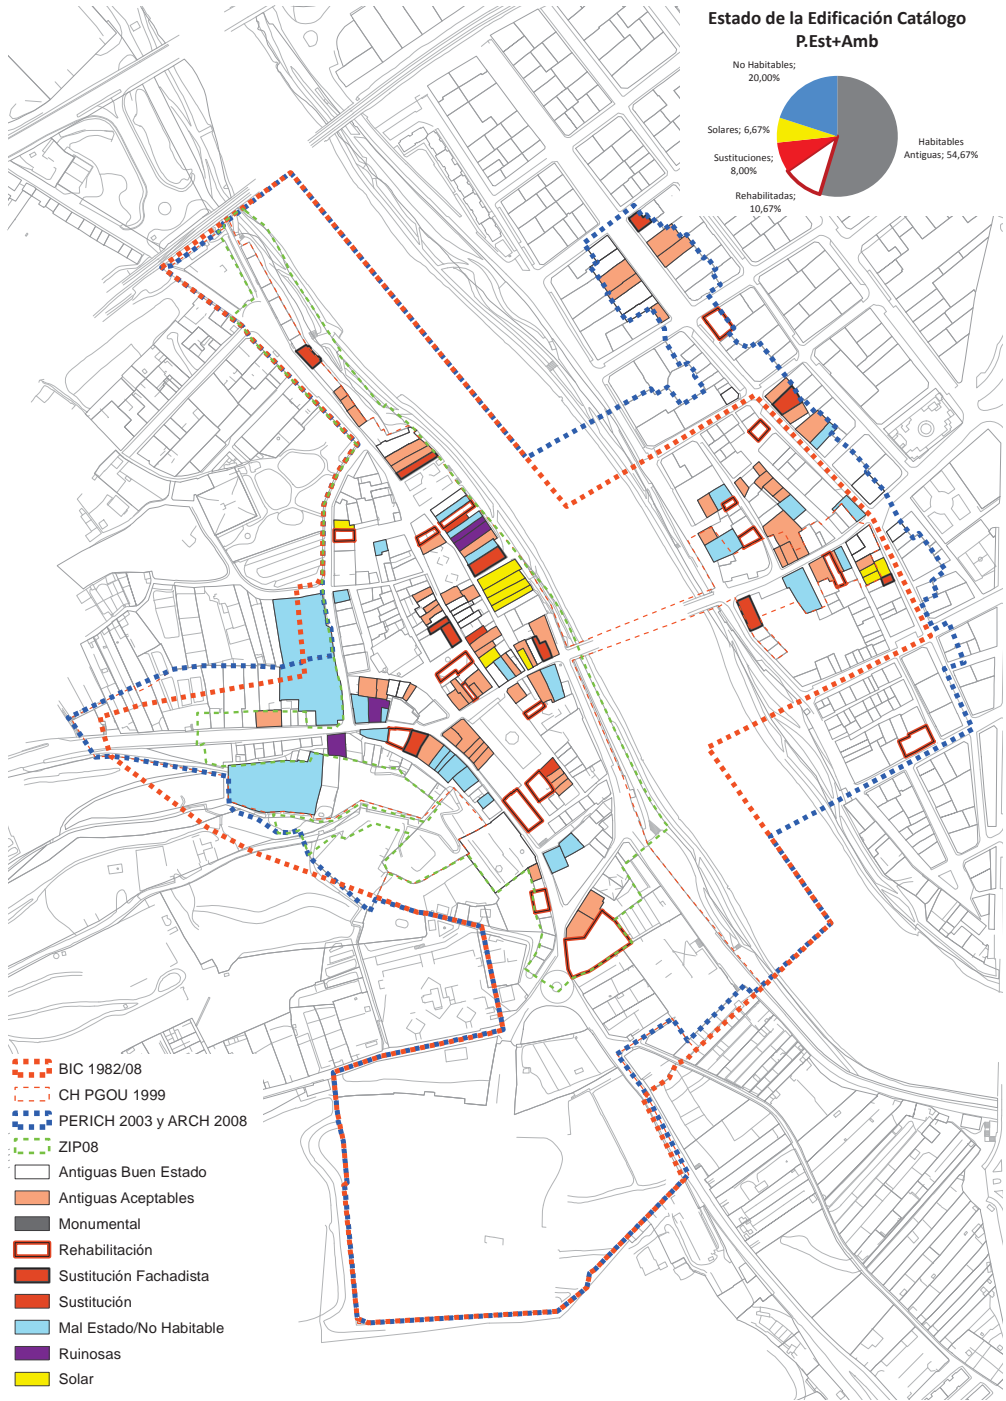 Estado de la Edificación Catálogo
P.Est+Amb
No Habitables;
20,00%
Solares; 6,67%
Sustituciones;
8,00%
Rehabilitadas;
10,67%
Habitables
Antiguas; 54,67%
BIC 1982/08
CH PGOU 1999
PERICH 2003 y ARCH 2008
ZIP08
Antiguas Buen Estado
Antiguas Aceptables
Monumental
Rehabilitación
Sustitución Fachadista
Sustitución
Mal Estado/No Habitable
Ruinosas
Solar